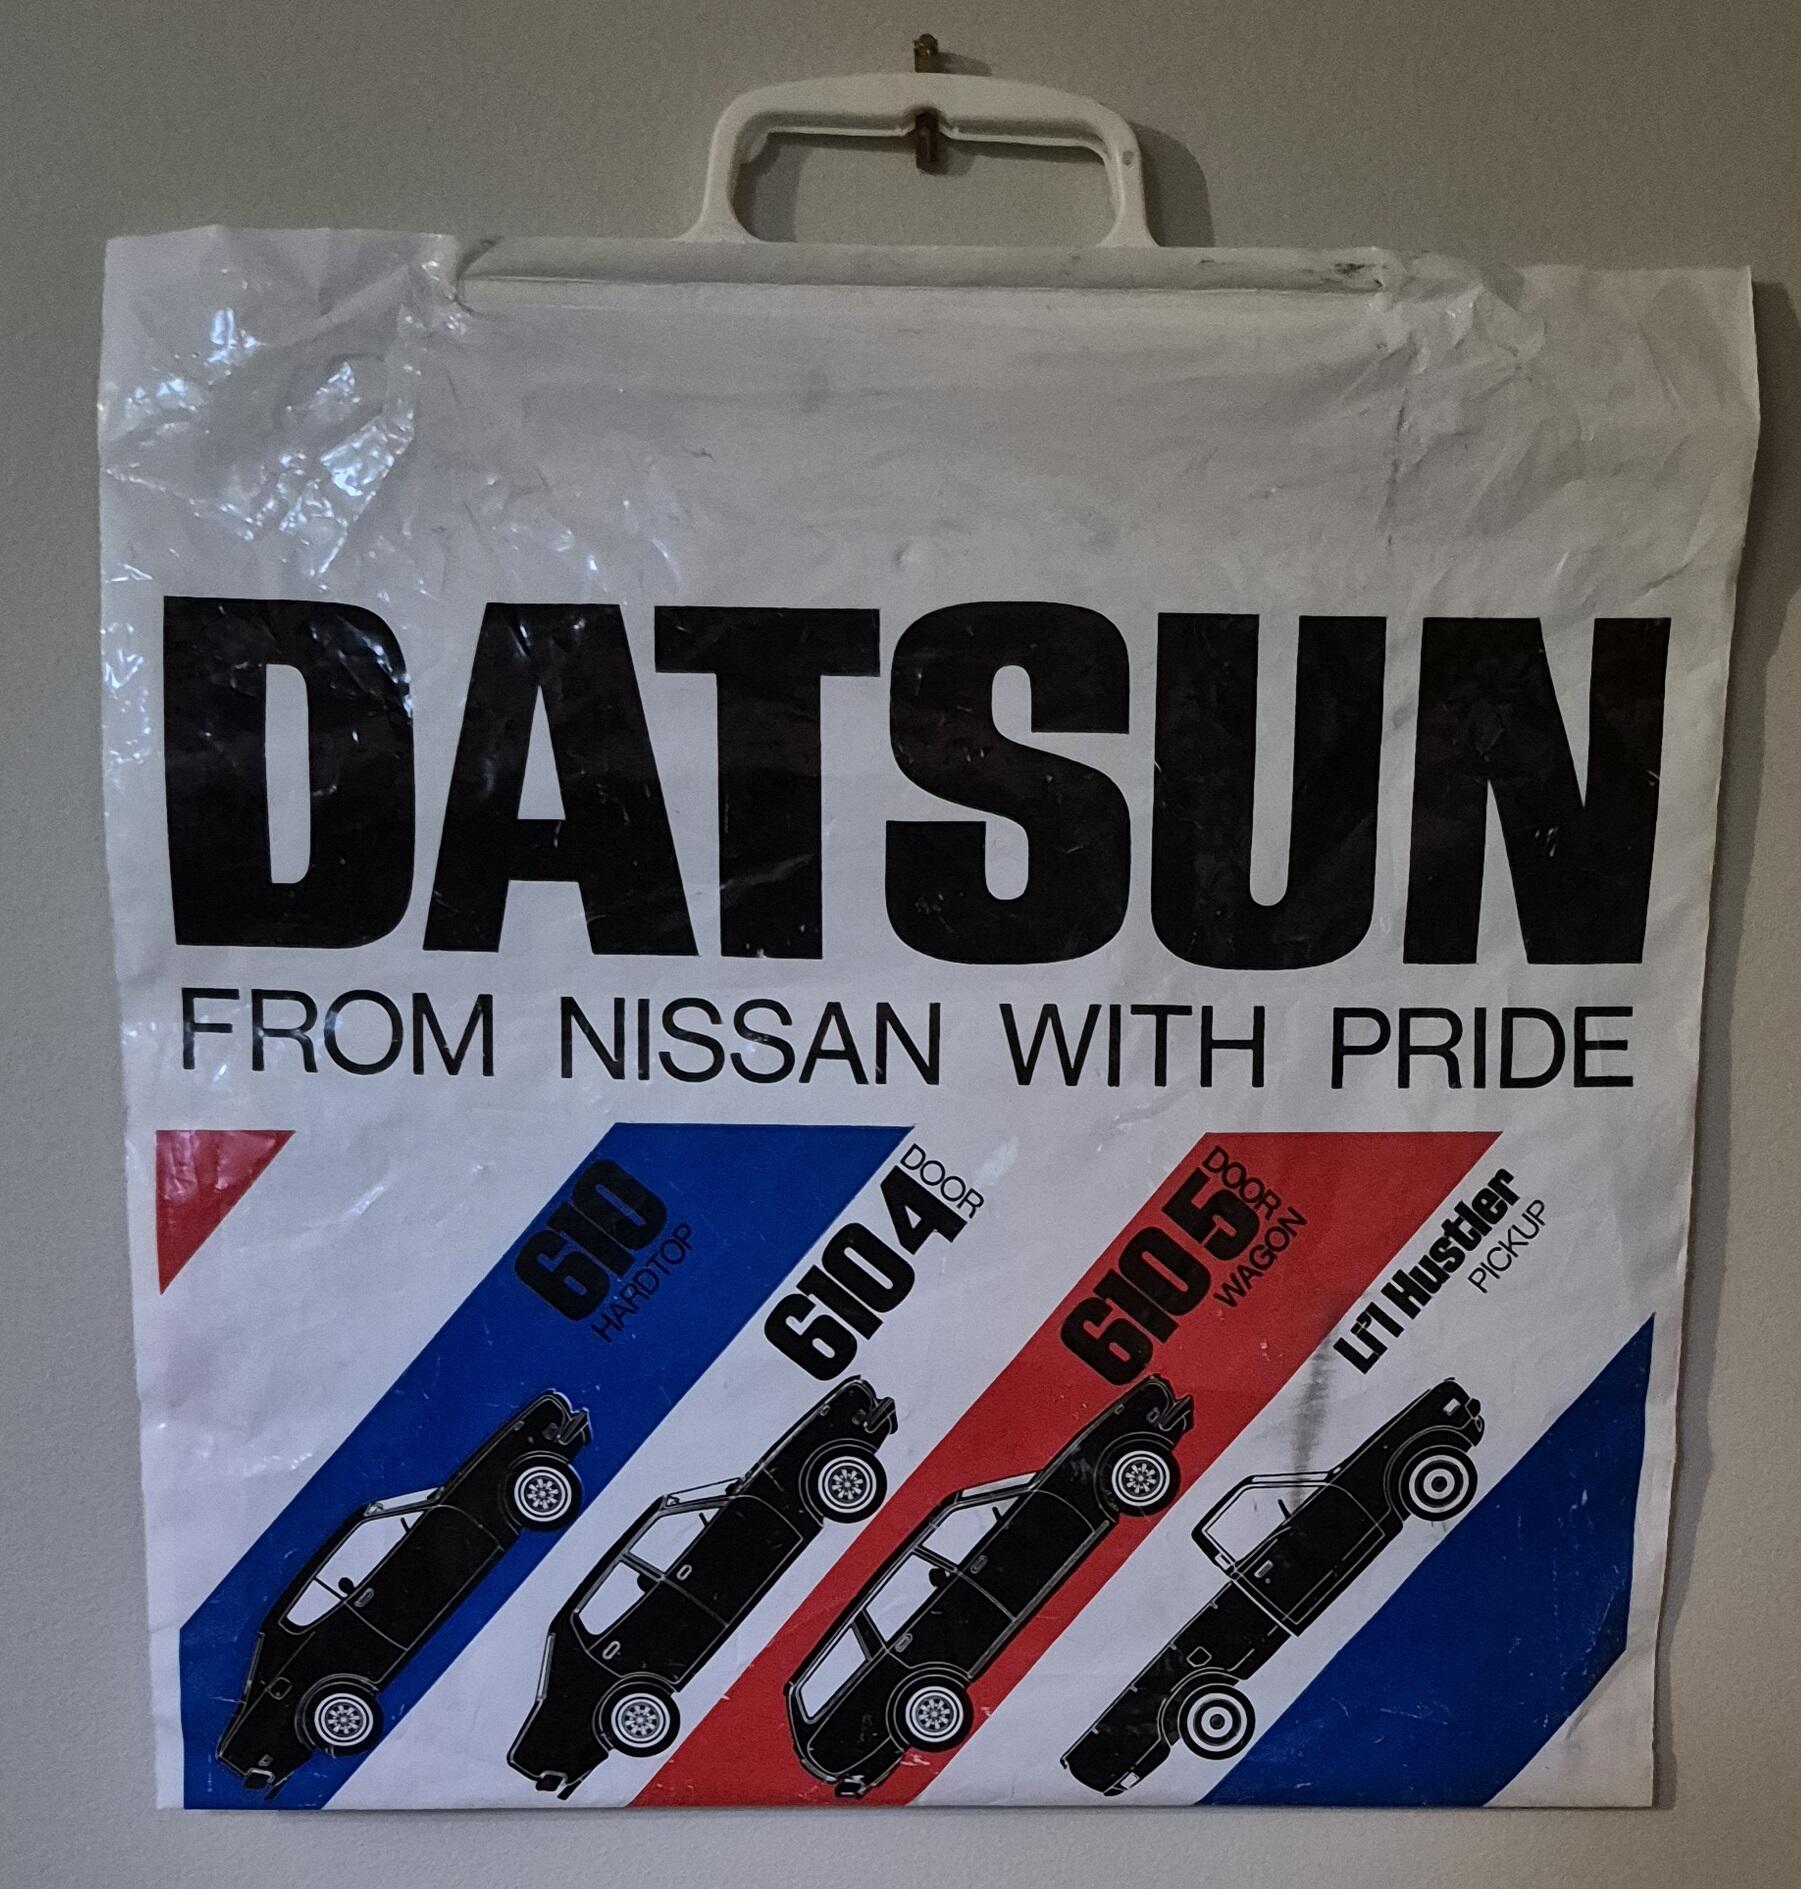 DATSUN
FROM NISSAN WITH PRIDE
610
HARDTOP
610 4 DOOR
610 5 DOOR
WAGON
Li'l Hustler
PICKUP